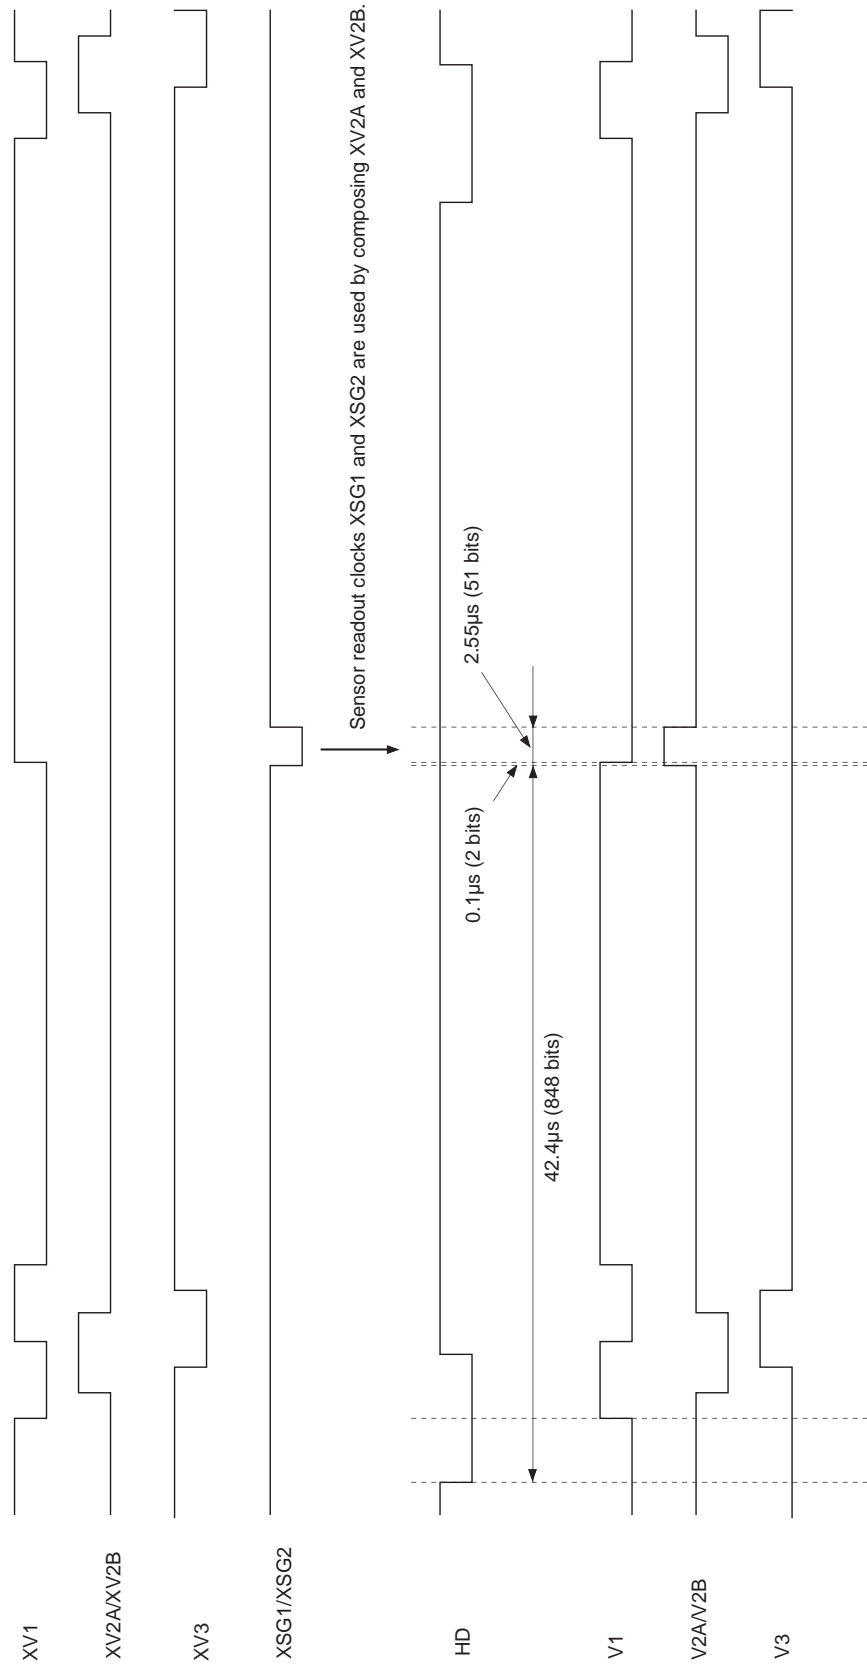 XV1
XV2A/XV2B
XV3
XSG1/XSG2
Sensor readout clocks XSG1 and XSG2 are used by composing XV2A and XV2B.
HD
2.55µs (51 bits)
0.1µs (2 bits)
42.4µs (848 bits)
V1
V2A/V2B
V3